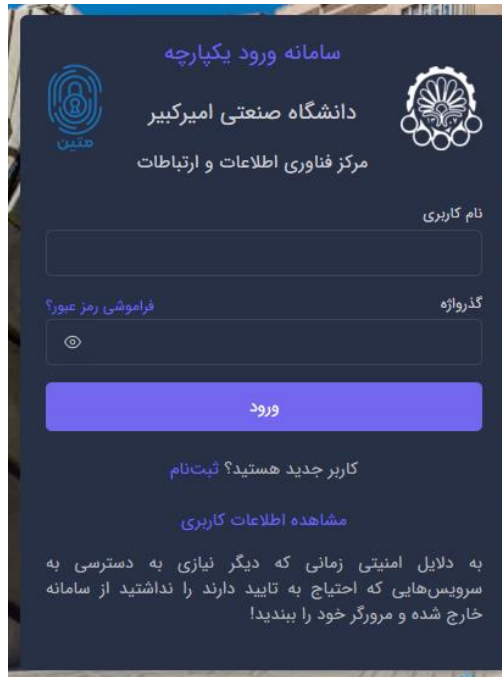 سامانه ورود یکپارچه
دانشگاه صنعتی امیرکبیر
مرکز فناوری اطلاعات و ارتباطات
متین
نام کاربری
گذرواژه
فراموشی رمز عبور؟
ورود
کاربر جدید هستید؟ ثبت‌نام
مشاهده اطلاعات کاربری
به دلایل امنیتی زمانی که دیگر نیازی به دسترسی به
سرویس‌هایی که احتیاج به تایید دارند را نداشتید از سامانه
خارج شده و مرورگر خود را ببندید!